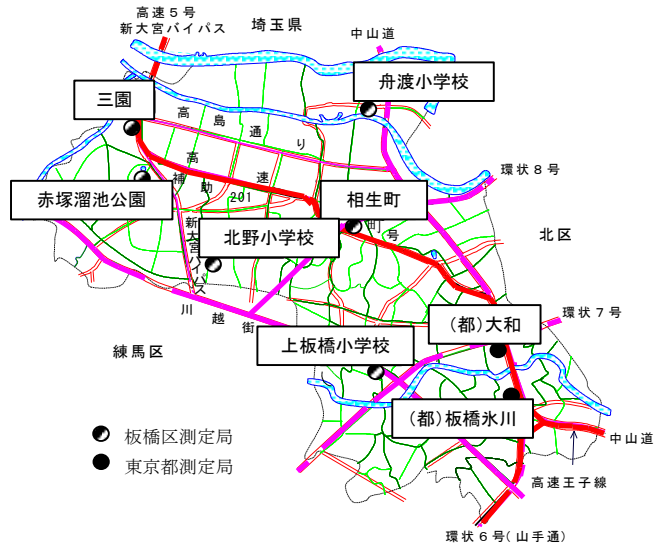 高速５号
新大宮バイパス
埼玉県
中山道
舟渡小学校
三園
高島通り
環状８号
高速
号
補助
201
赤塚溜池公園
相生町
町
北野小学校
北区
新大宮バイパス
川越街
(都)大和
環状７号
練馬区
上板橋小学校
(都)板橋氷川
板橋区測定局
東京都測定局
中山道
高速王子線
環状６号(山手通)